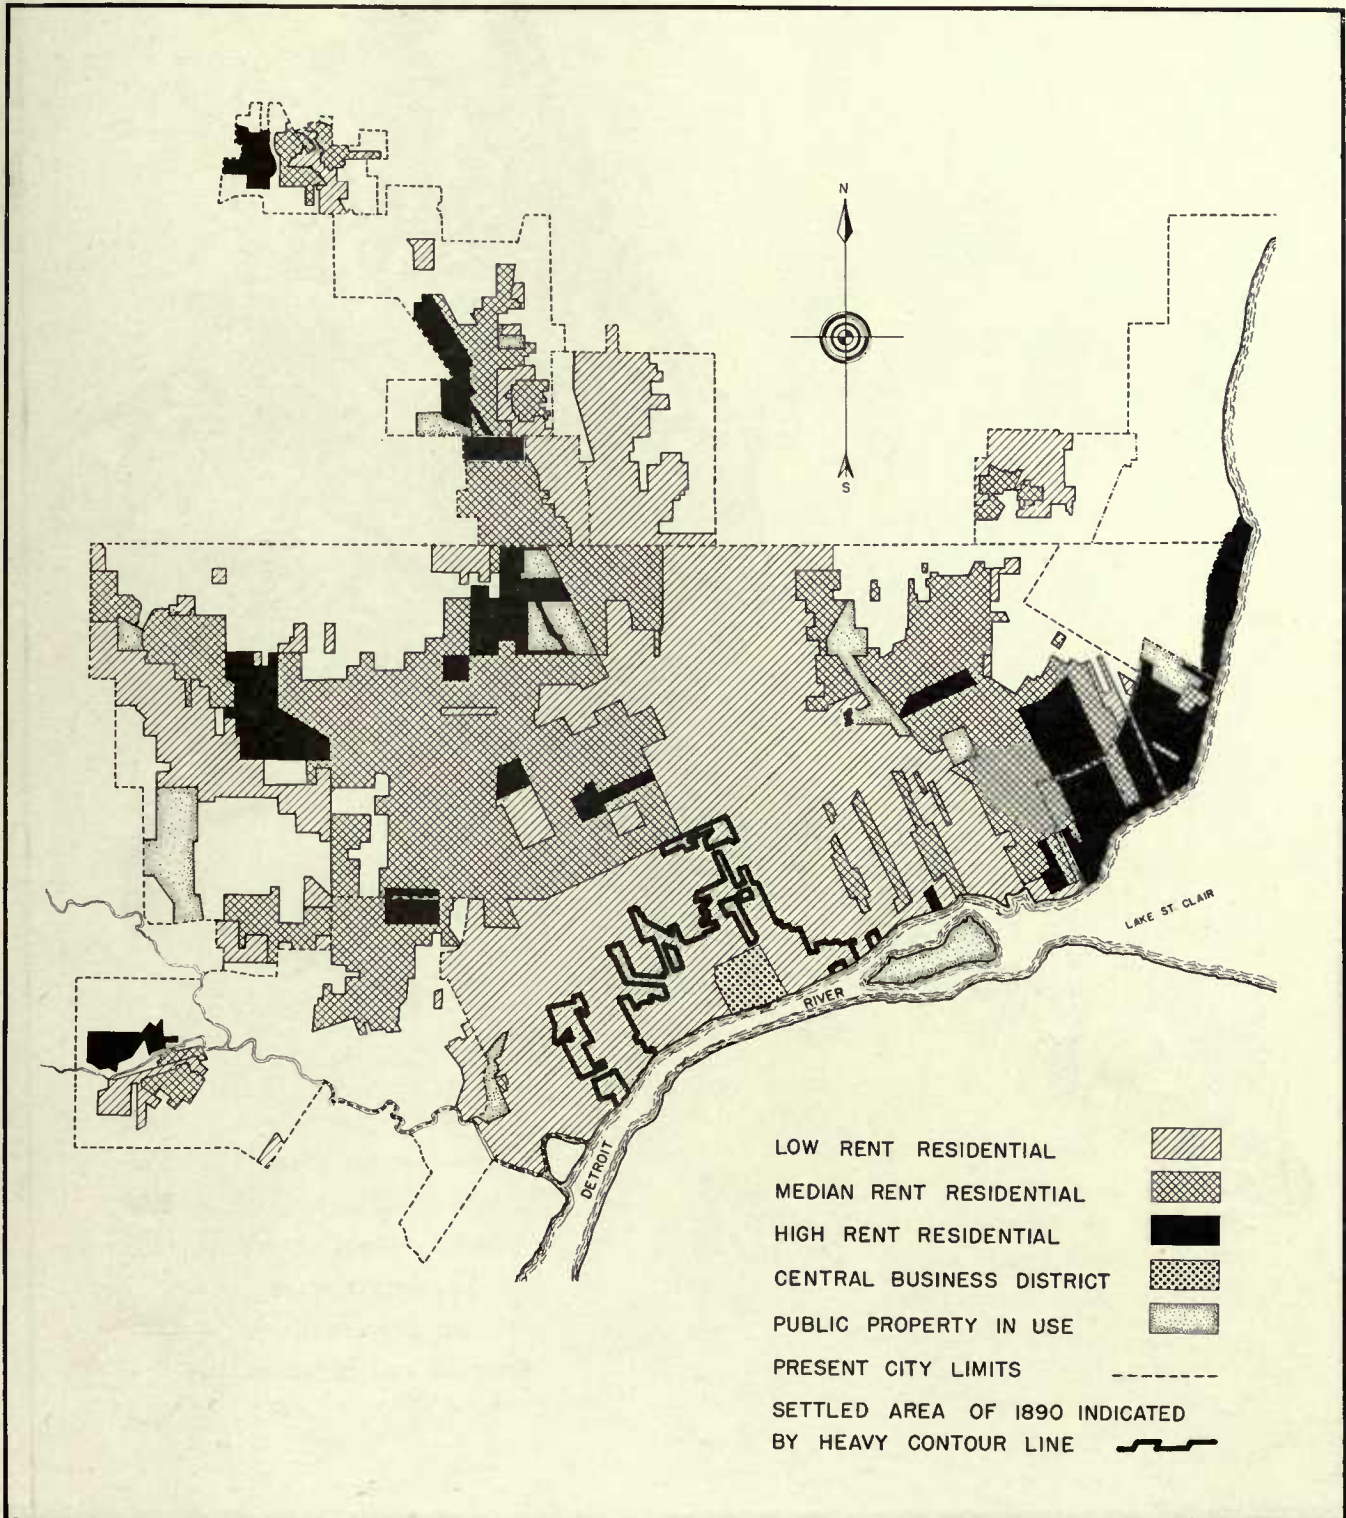 N
S
LAKE ST. CLAIR
RIVER
DETROIT
LOW RENT RESIDENTIAL
MEDIAN RENT RESIDENTIAL
HIGH RENT RESIDENTIAL
CENTRAL BUSINESS DISTRICT
PUBLIC PROPERTY IN USE
PRESENT CITY LIMITS
SETTLED AREA OF 1890 INDICATED
BY HEAVY CONTOUR LINE